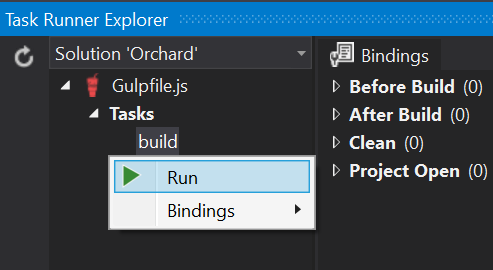 Task Runner Explorer
Solution 'Orchard'
Gulpfile.js
Tasks
build
Run
Bindings
Bindings
Before Build (0)
After Build (0)
Clean (0)
Project Open (0)